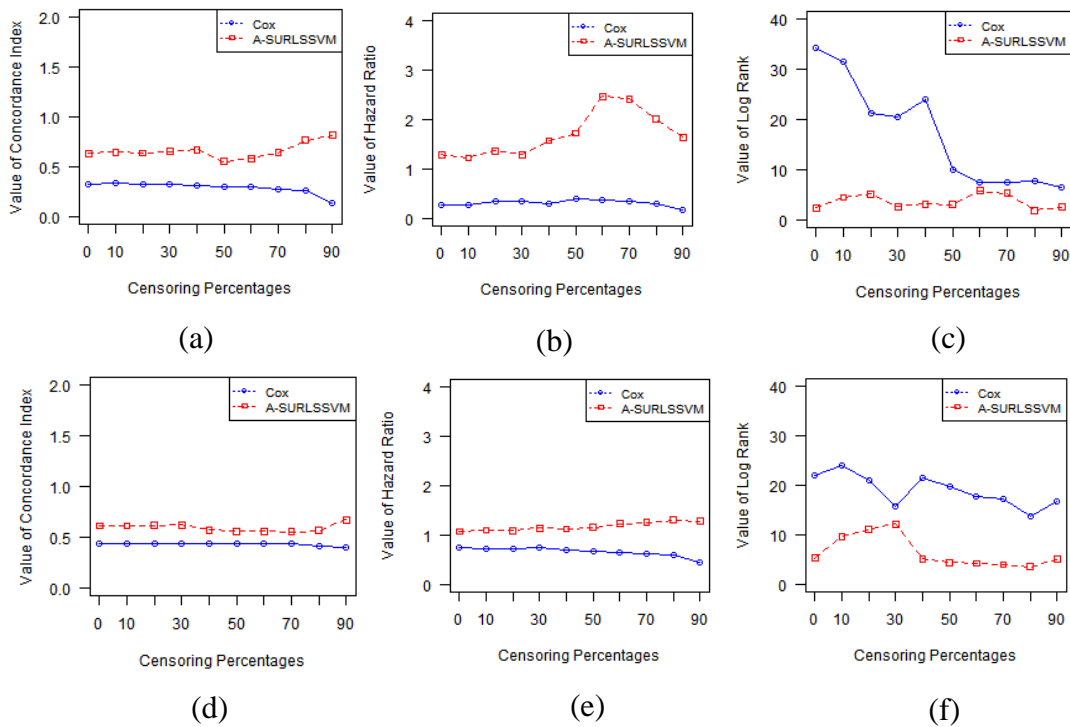 Value of Concordance Index
2.0
1.5
1.0
0.5
0.0
Cox
A-SURLSSVM
0 10 30 50 70 90
Censoring Percentages
(a)
Value of Hazard Ratio
4
3
2
1
0
Cox
A-SURLSSVM
0 10 30 50 70 90
Censoring Percentages
(b)
Value of Log Rank
40
30
20
10
0
Cox
A-SURLSSVM
0 10 30 50 70 90
Censoring Percentages
(c)
Value of Concordance Index
2.0
1.5
1.0
0.5
0.0
Cox
A-SURLSSVM
0 10 30 50 70 90
Censoring Percentages
(d)
Value of Hazard Ratio
4
3
2
1
0
Cox
A-SURLSSVM
0 10 30 50 70 90
Censoring Percentages
(e)
Value of Log Rank
40
30
20
10
0
Cox
A-SURLSSVM
0 10 30 50 70 90
Censoring Percentages
(f)